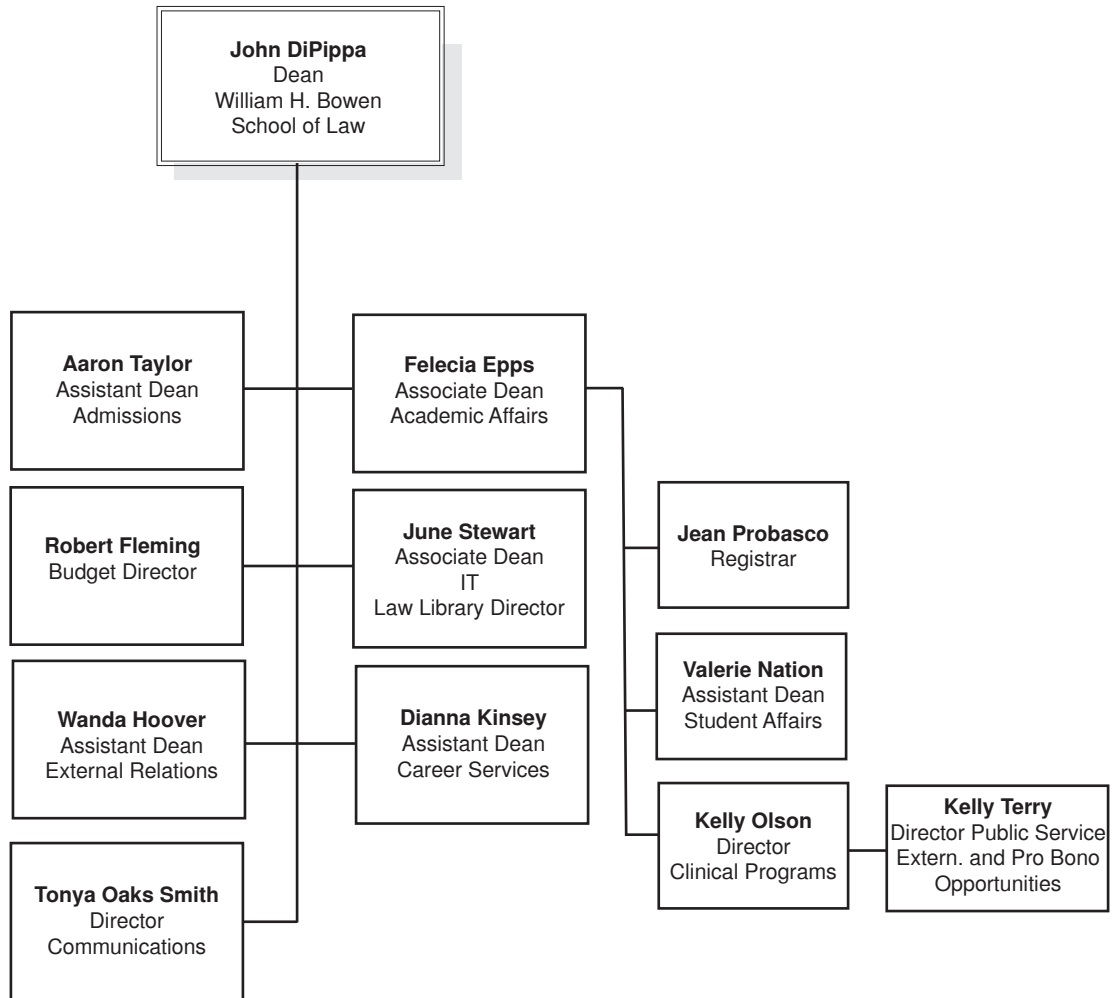 John DiPippa
Dean
William H. Bowen
School of Law
Aaron Taylor
Assistant Dean
Admissions
Felecia Epps
Associate Dean
Academic Affairs
Robert Fleming
Budget Director
June Stewart
Associate Dean
IT
Law Library Director
Jean Probasco
Registrar
Wanda Hoover
Assistant Dean
External Relations
Dianna Kinsey
Assistant Dean
Career Services
Valerie Nation
Assistant Dean
Student Affairs
Kelly Olson
Director
Clinical Programs
Kelly Terry
Director Public Service
Extern. and Pro Bono
Opportunities
Tonya Oaks Smith
Director
Communications